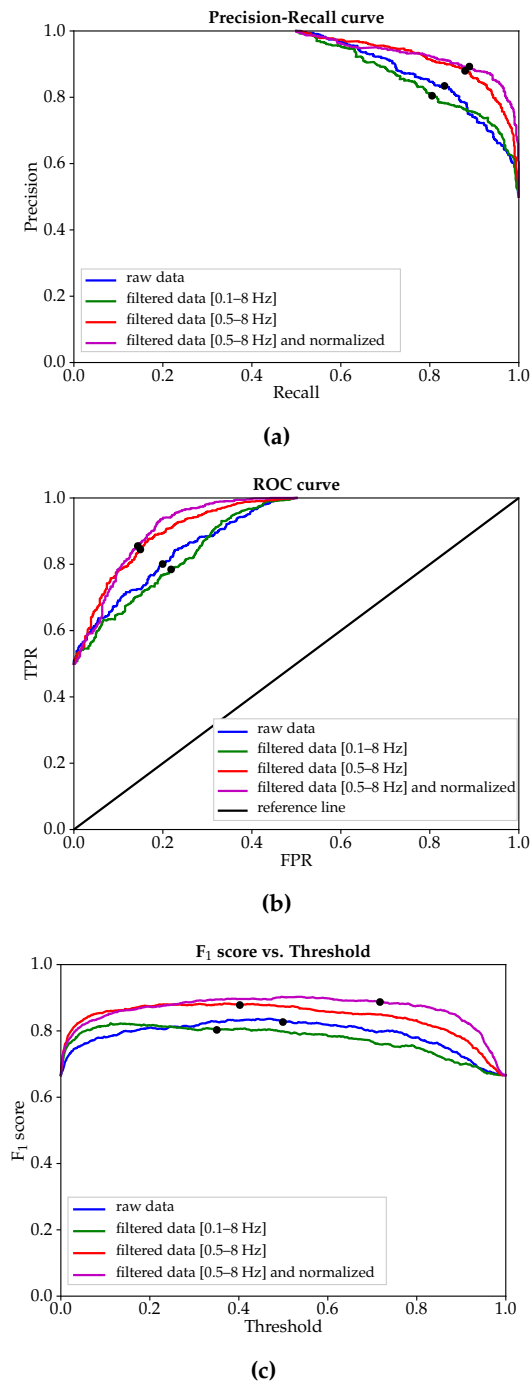 Precision-Recall curve
1.0
0.8
0.6
0.4
0.2
0.0
Precision
raw data
filtered data [0.1–8 Hz]
filtered data [0.5–8 Hz]
filtered data [0.5–8 Hz] and normalized
0.0 0.2 0.4 0.6 0.8 1.0
Recall
(a)
ROC curve
1.0
0.8
0.6
0.4
0.2
0.0
TPR
raw data
filtered data [0.1–8 Hz]
filtered data [0.5–8 Hz]
filtered data [0.5–8 Hz] and normalized
reference line
0.0 0.2 0.4 0.6 0.8 1.0
FPR
(b)
F₁ score vs. Threshold
1.0
0.8
0.6
0.4
0.2
0.0
F₁ score
raw data
filtered data [0.1–8 Hz]
filtered data [0.5–8 Hz]
filtered data [0.5–8 Hz] and normalized
0.0 0.2 0.4 0.6 0.8 1.0
Threshold
(c)